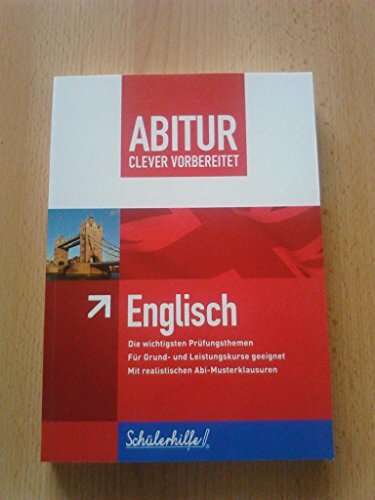 ABITUR
CLEVER VORBEREITET
Englisch
Die wichtigsten Prüfungsthemen
Für Grund- und Leistungskurse geeignet
Mit realistischen Abi-Musterklausuren
Schülerhilfe!